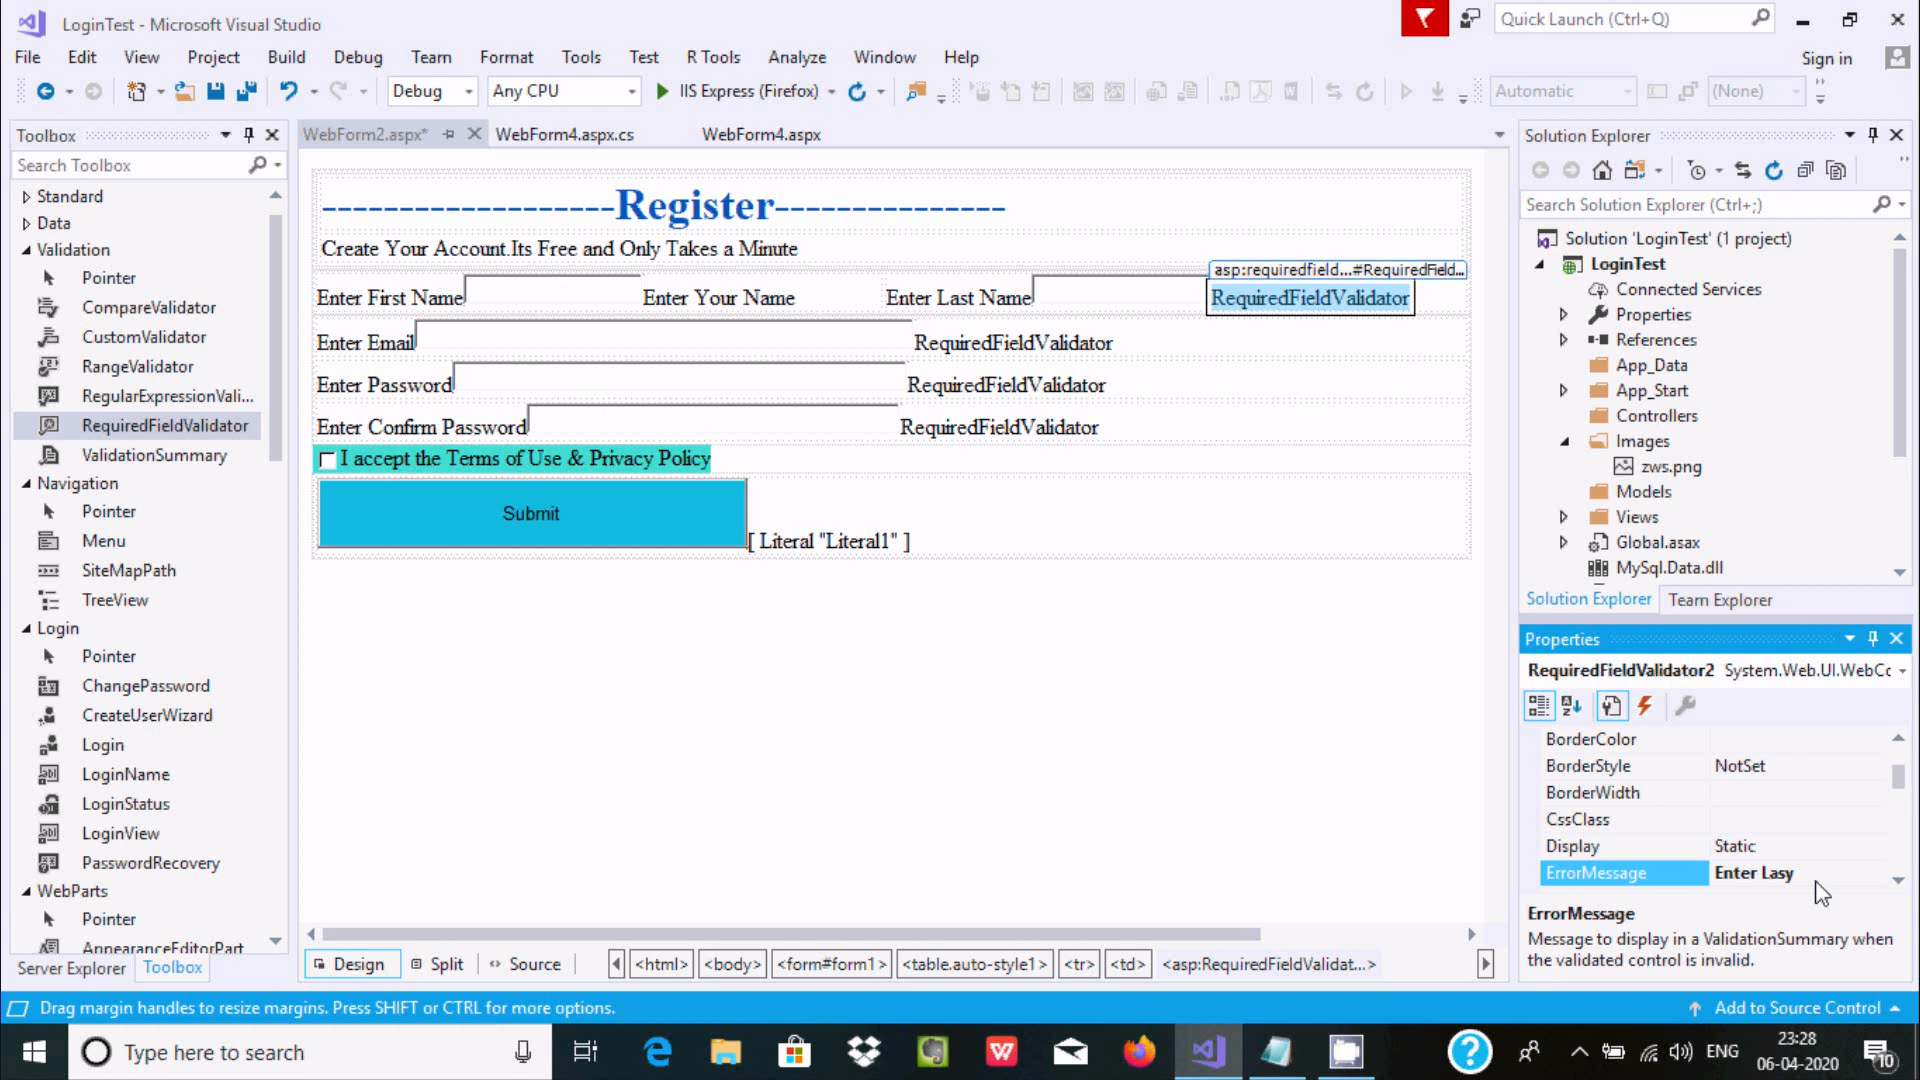 LoginTest - Microsoft Visual Studio
Quick Launch (Ctrl+Q)
File Edit View Project Build Debug Team Format Tools Test R Tools Analyze Window Help
Sign in
Debug Any CPU IIS Express (Firefox) Automatic (None)
Toolbox
Search Toolbox
Standard
Data
Validation
Pointer
CompareValidator
CustomValidator
RangeValidator
RegularExpressionVali...
RequiredFieldValidator
ValidationSummary
Navigation
Pointer
Menu
SiteMapPath
TreeView
Login
Pointer
ChangePassword
CreateUserWizard
Login
LoginName
LoginStatus
LoginView
PasswordRecovery
WebParts
Pointer
AppearanceEditorPart
Server Explorer Toolbox
WebForm2.aspx* WebForm4.aspx.cs WebForm4.aspx
-------------------Register---------------
Create Your Account.Its Free and Only Takes a Minute
asp:requiredfield...#RequiredField...
Enter First Name Enter Your Name Enter Last Name RequiredFieldValidator
Enter Email RequiredFieldValidator
Enter Password RequiredFieldValidator
Enter Confirm Password RequiredFieldValidator
I accept the Terms of Use & Privacy Policy
Submit
[ Literal "Literal1" ]
Design Split Source <html> <body> <form#form1> <table.auto-style1> <tr> <td> <asp:RequiredFieldValidat...>
Solution Explorer
Search Solution Explorer (Ctrl+;)
Solution 'LoginTest' (1 project)
LoginTest
Connected Services
Properties
References
App_Data
App_Start
Controllers
Images
zws.png
Models
Views
Global.asax
MySql.Data.dll
Solution Explorer Team Explorer
Properties
RequiredFieldValidator2 System.Web.UI.WebCo
BorderColor
BorderStyle NotSet
BorderWidth
CssClass
Display Static
ErrorMessage Enter Lasy
ErrorMessage
Message to display in a ValidationSummary when
the validated control is invalid.
Drag margin handles to resize margins. Press SHIFT or CTRL for more options.
Add to Source Control
Type here to search
ENG
23:28
06-04-2020
10